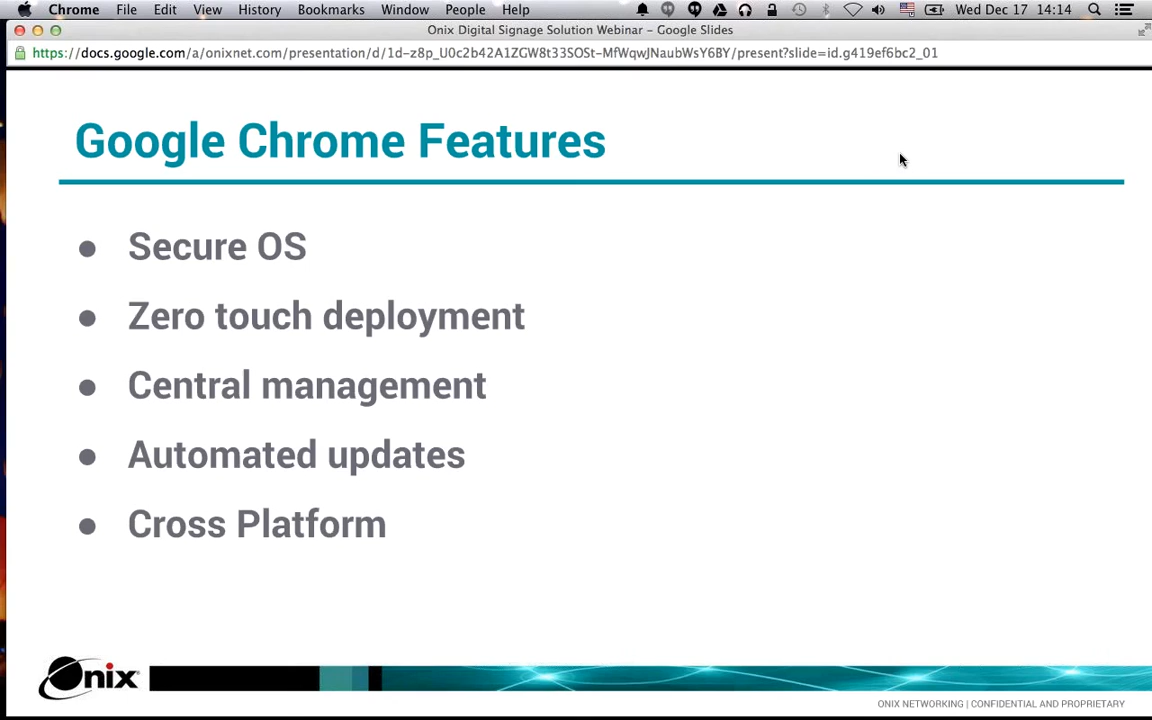 Chrome File Edit View History Bookmarks Window People Help Wed Dec 17 14:14
Onix Digital Signage Solution Webinar – Google Slides
https://docs.google.com/a/onixnet.com/presentation/d/1d-z8p_U0c2b42A1ZGW8t33SOSt-MfWqwJNaubWsY6BY/present?slide=id.g419ef6bc2_01
Google Chrome Features
● Secure OS
● Zero touch deployment
● Central management
● Automated updates
● Cross Platform
Onix
ONIX NETWORKING | CONFIDENTIAL AND PROPRIETARY